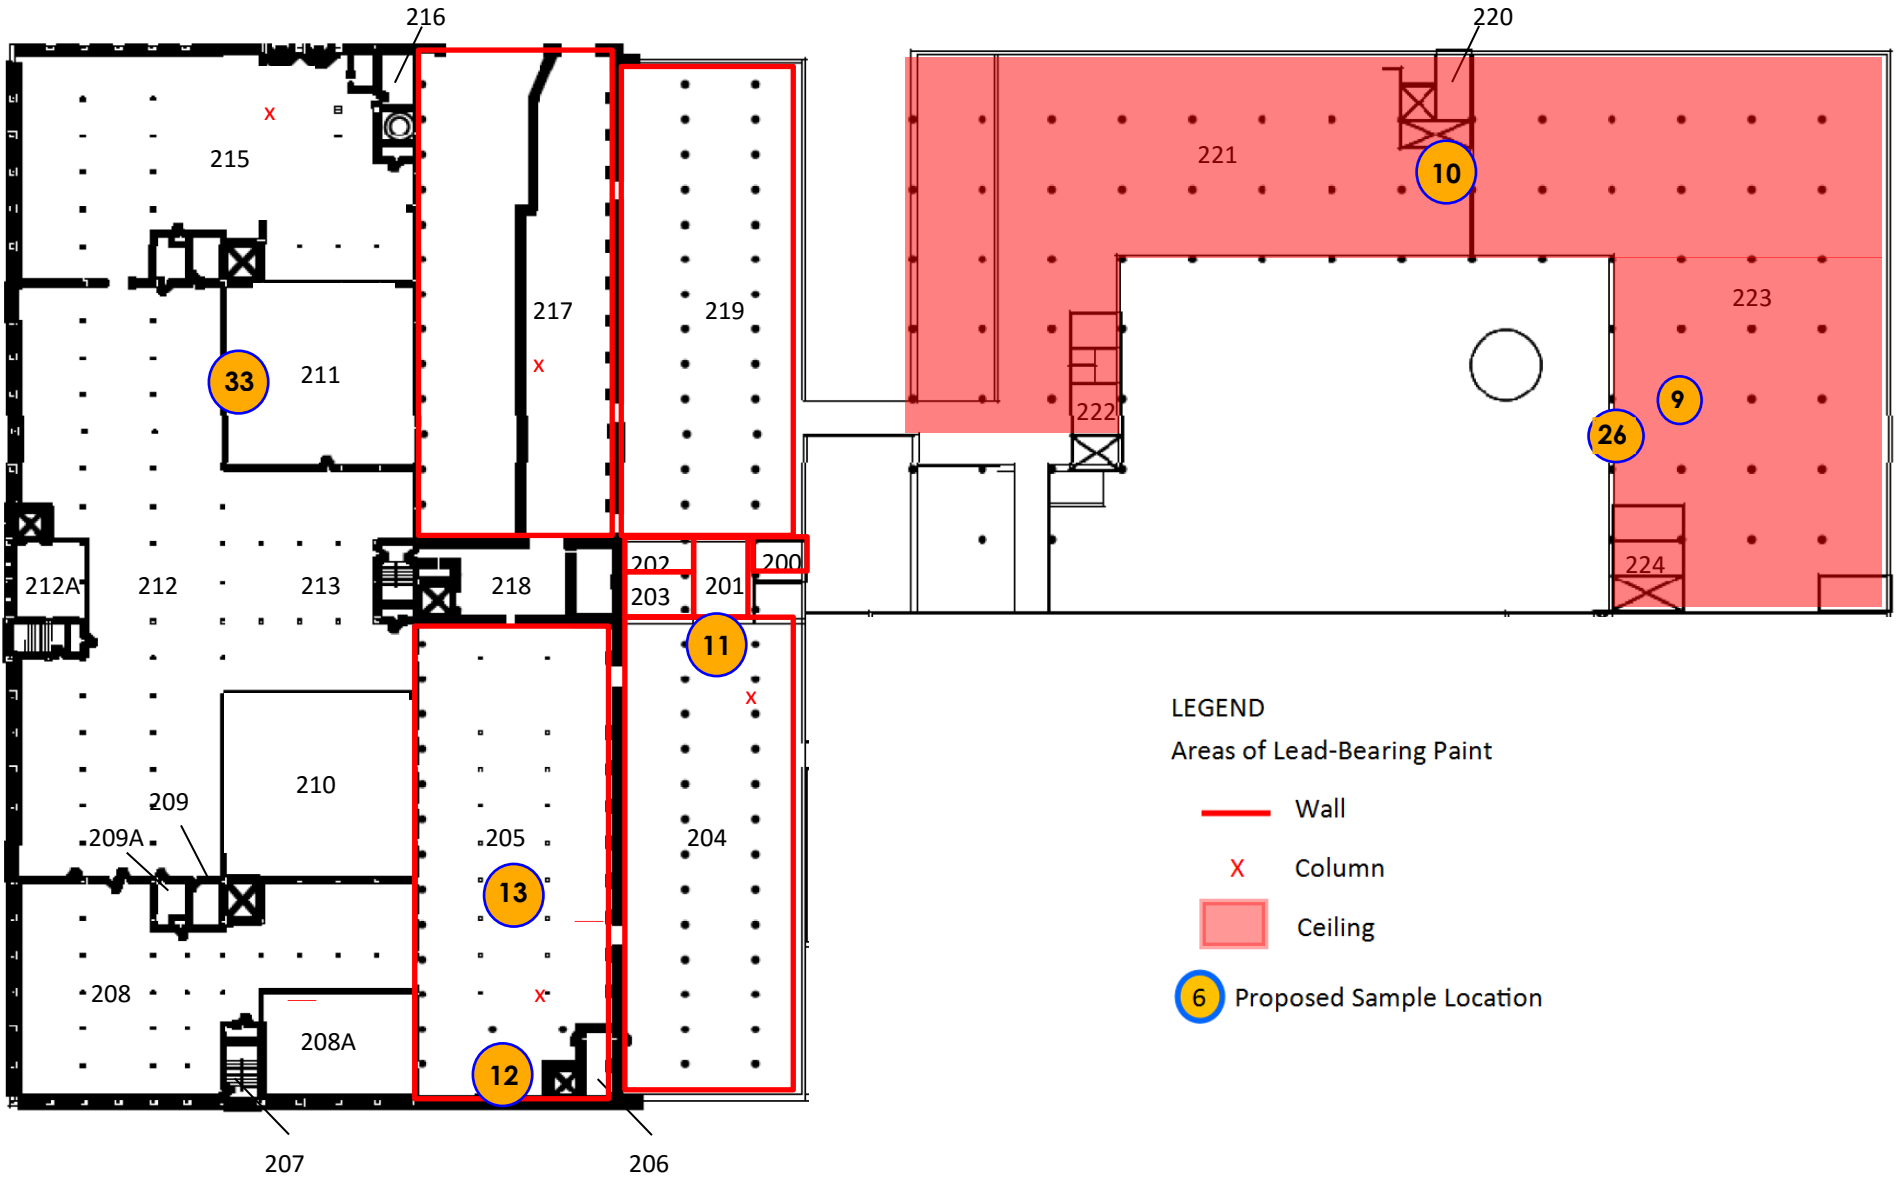 216
220
X
215
221
10
217
X
219
223
33
211
222
9
26
202
200
212A
212
213
218
203
201
224
11
X
LEGEND
Areas of Lead-Bearing Paint
210
209
Wall
209A
205
204
X Column
13
Ceiling
208
X
6 Proposed Sample Location
208A
12
207
206